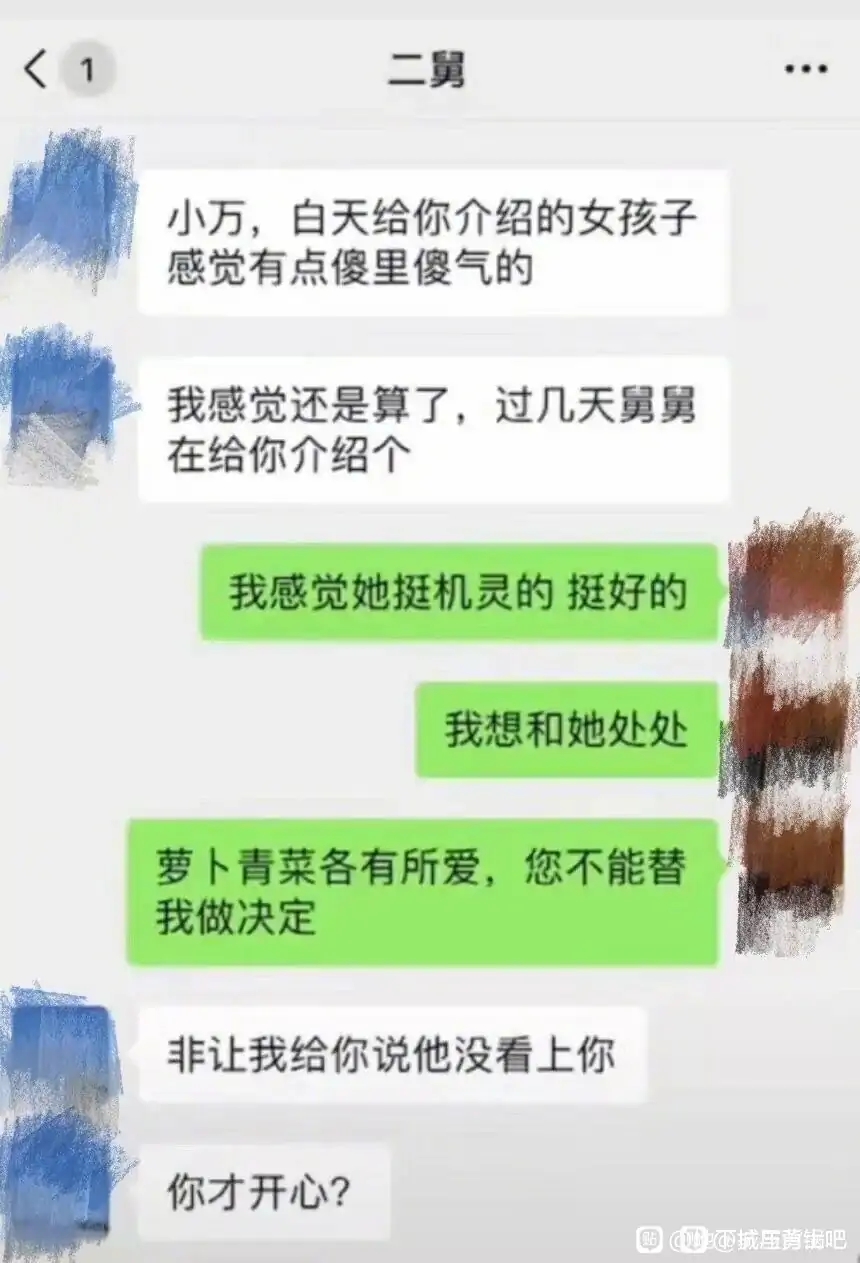 1
二舅
小万，白天给你介绍的女孩子
感觉有点傻里傻气的
我感觉还是算了，过几天舅舅
在给你介绍个
我感觉她挺机灵的 挺好的
我想和她处处
萝卜青菜各有所爱，您不能替
我做决定
非让我给你说他没看上你
你才开心？